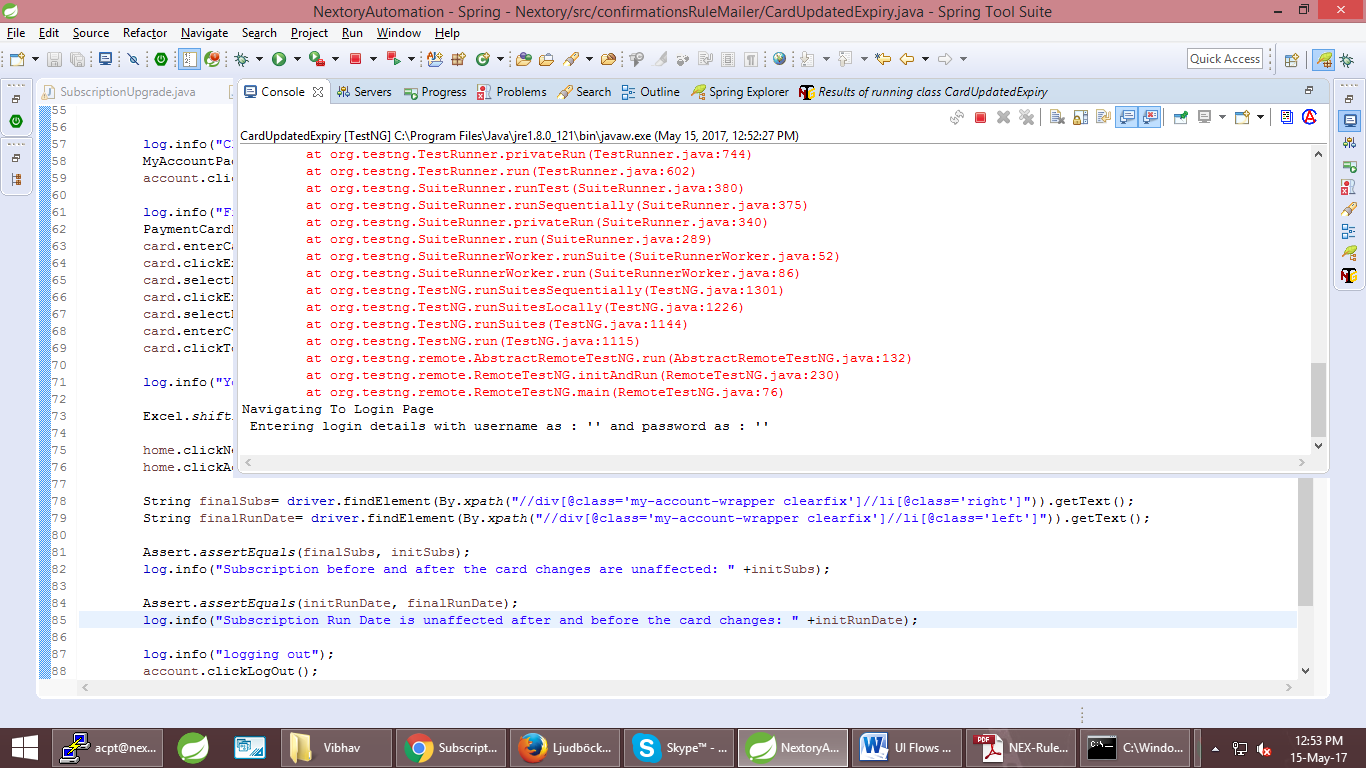 NextoryAutomation - Spring - Nextory/src/confirmationsRuleMailer/CardUpdatedExpiry.java - Spring Tool Suite
File Edit Source Refactor Navigate Search Project Run Window Help
Quick Access
SubscriptionUpgrade.java
Console Servers Progress Problems Search Outline Spring Explorer Results of running class CardUpdatedExpiry
CardUpdatedExpiry [TestNG] C:\Program Files\Java\jre1.8.0_121\bin\javaw.exe (May 15, 2017, 12:52:27 PM)
at org.testng.TestRunner.privateRun(TestRunner.java:744)
at org.testng.TestRunner.run(TestRunner.java:602)
at org.testng.SuiteRunner.runTest(SuiteRunner.java:380)
at org.testng.SuiteRunner.runSequentially(SuiteRunner.java:375)
at org.testng.SuiteRunner.privateRun(SuiteRunner.java:340)
at org.testng.SuiteRunner.run(SuiteRunner.java:289)
at org.testng.SuiteRunnerWorker.runSuite(SuiteRunnerWorker.java:52)
at org.testng.SuiteRunnerWorker.run(SuiteRunnerWorker.java:86)
at org.testng.TestNG.runSuitesSequentially(TestNG.java:1301)
at org.testng.TestNG.runSuitesLocally(TestNG.java:1226)
at org.testng.TestNG.runSuites(TestNG.java:1144)
at org.testng.TestNG.run(TestNG.java:1115)
at org.testng.remote.AbstractRemoteTestNG.run(AbstractRemoteTestNG.java:132)
at org.testng.remote.RemoteTestNG.initAndRun(RemoteTestNG.java:230)
at org.testng.remote.RemoteTestNG.main(RemoteTestNG.java:76)
Navigating To Login Page
Entering login details with username as : '' and password as : ''
55
56
57 log.info("C
58 MyAccountPa
59 account.cli
60
61 log.info("F
62 PaymentCard
63 card.enterC
64 card.clickE
65 card.select
66 card.clickE
67 card.select
68 card.enterC
69 card.clickT
70
71 log.info("Y
72
73 Excel.shift
74
75 home.clickN
76 home.clickA
77
78 String finalSubs= driver.findElement(By.xpath("//div[@class='my-account-wrapper clearfix']//li[@class='right']")).getText();
79 String finalRunDate= driver.findElement(By.xpath("//div[@class='my-account-wrapper clearfix']//li[@class='left']")).getText();
80
81 Assert.assertEquals(finalSubs, initSubs);
82 log.info("Subscription before and after the card changes are unaffected: " +initSubs);
83
84 Assert.assertEquals(initRunDate, finalRunDate);
85 log.info("Subscription Run Date is unaffected after and before the card changes: " +initRunDate);
86
87 log.info("logging out");
88 account.clickLogOut();
acpt@nex... Vibhav Subscript... Ljudböck... Skype™ - ... NextoryA... UI Flows ... NEX-Rule... C:\Windo...
12:53 PM
15-May-17